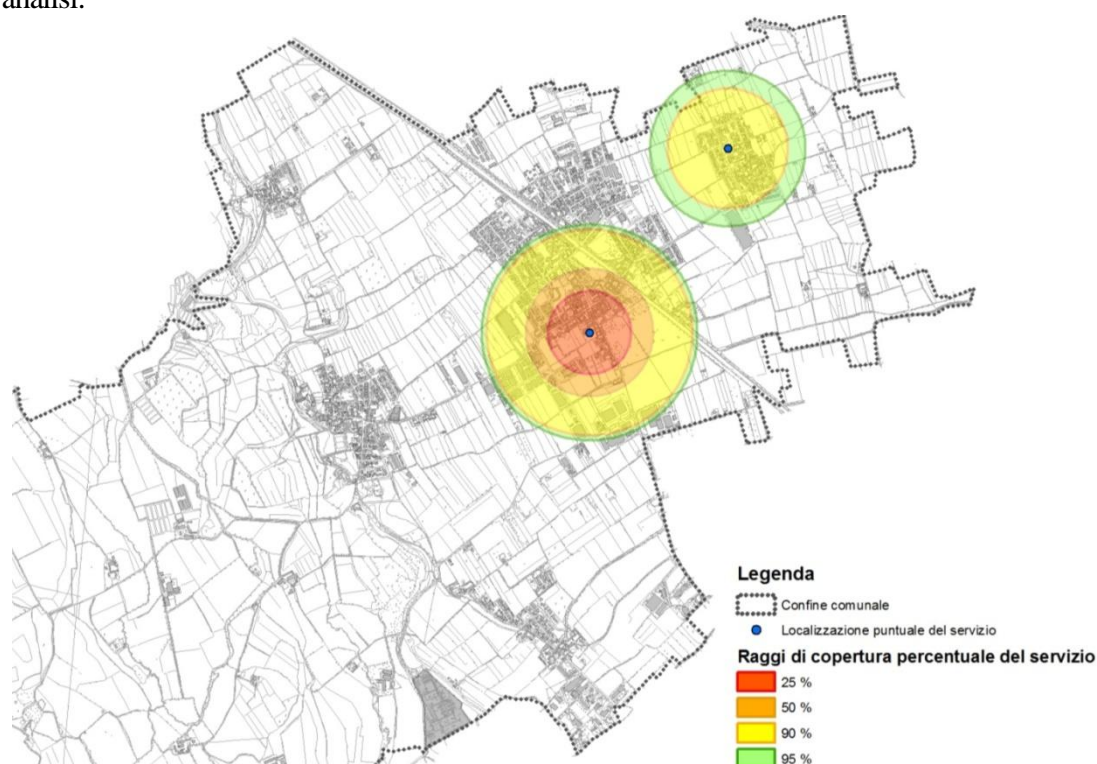 analisi.
Legenda
Confine comunale
Localizzazione puntuale del servizio
Raggi di copertura percentuale del servizio
25 %
50 %
90 %
95 %